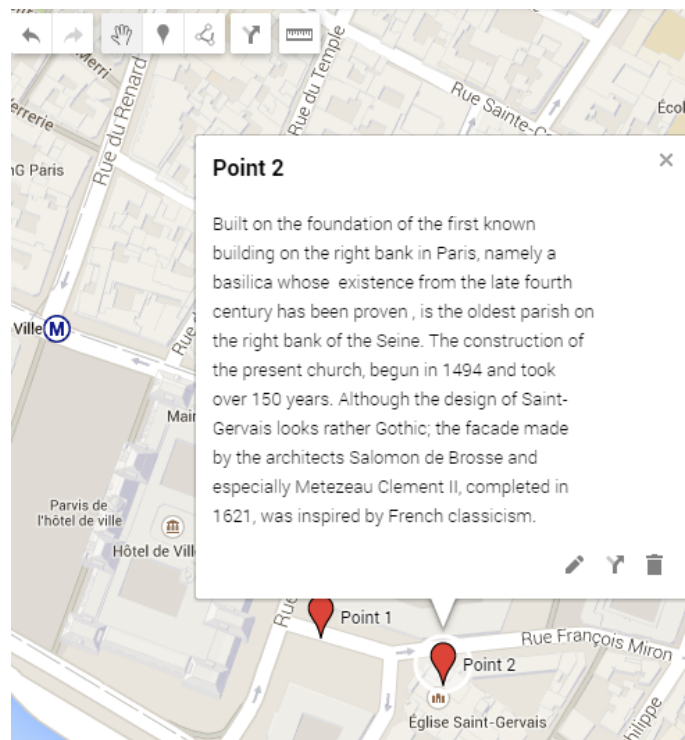 Merri
Rue du Renard
Rue du Temple
Rue Sainte-C
Écol
errerie
nG Paris
Point 2
Built on the foundation of the first known
building on the right bank in Paris, namely a
basilica whose  existence from the late fourth
century has been proven , is the oldest parish on
the right bank of the Seine. The construction of
the present church, begun in 1494 and took
over 150 years. Although the design of Saint-
Gervais looks rather Gothic; the facade made
by the architects Salomon de Brosse and
especially Metezeau Clement II, completed in
1621, was inspired by French classicism.
Ville M
Rue
Mair
Parvis de
l'hôtel de ville
Hôtel de Vill
Rue
Point 1
Rue François Miron
Point 2
Église Saint-Gervais
hilippe